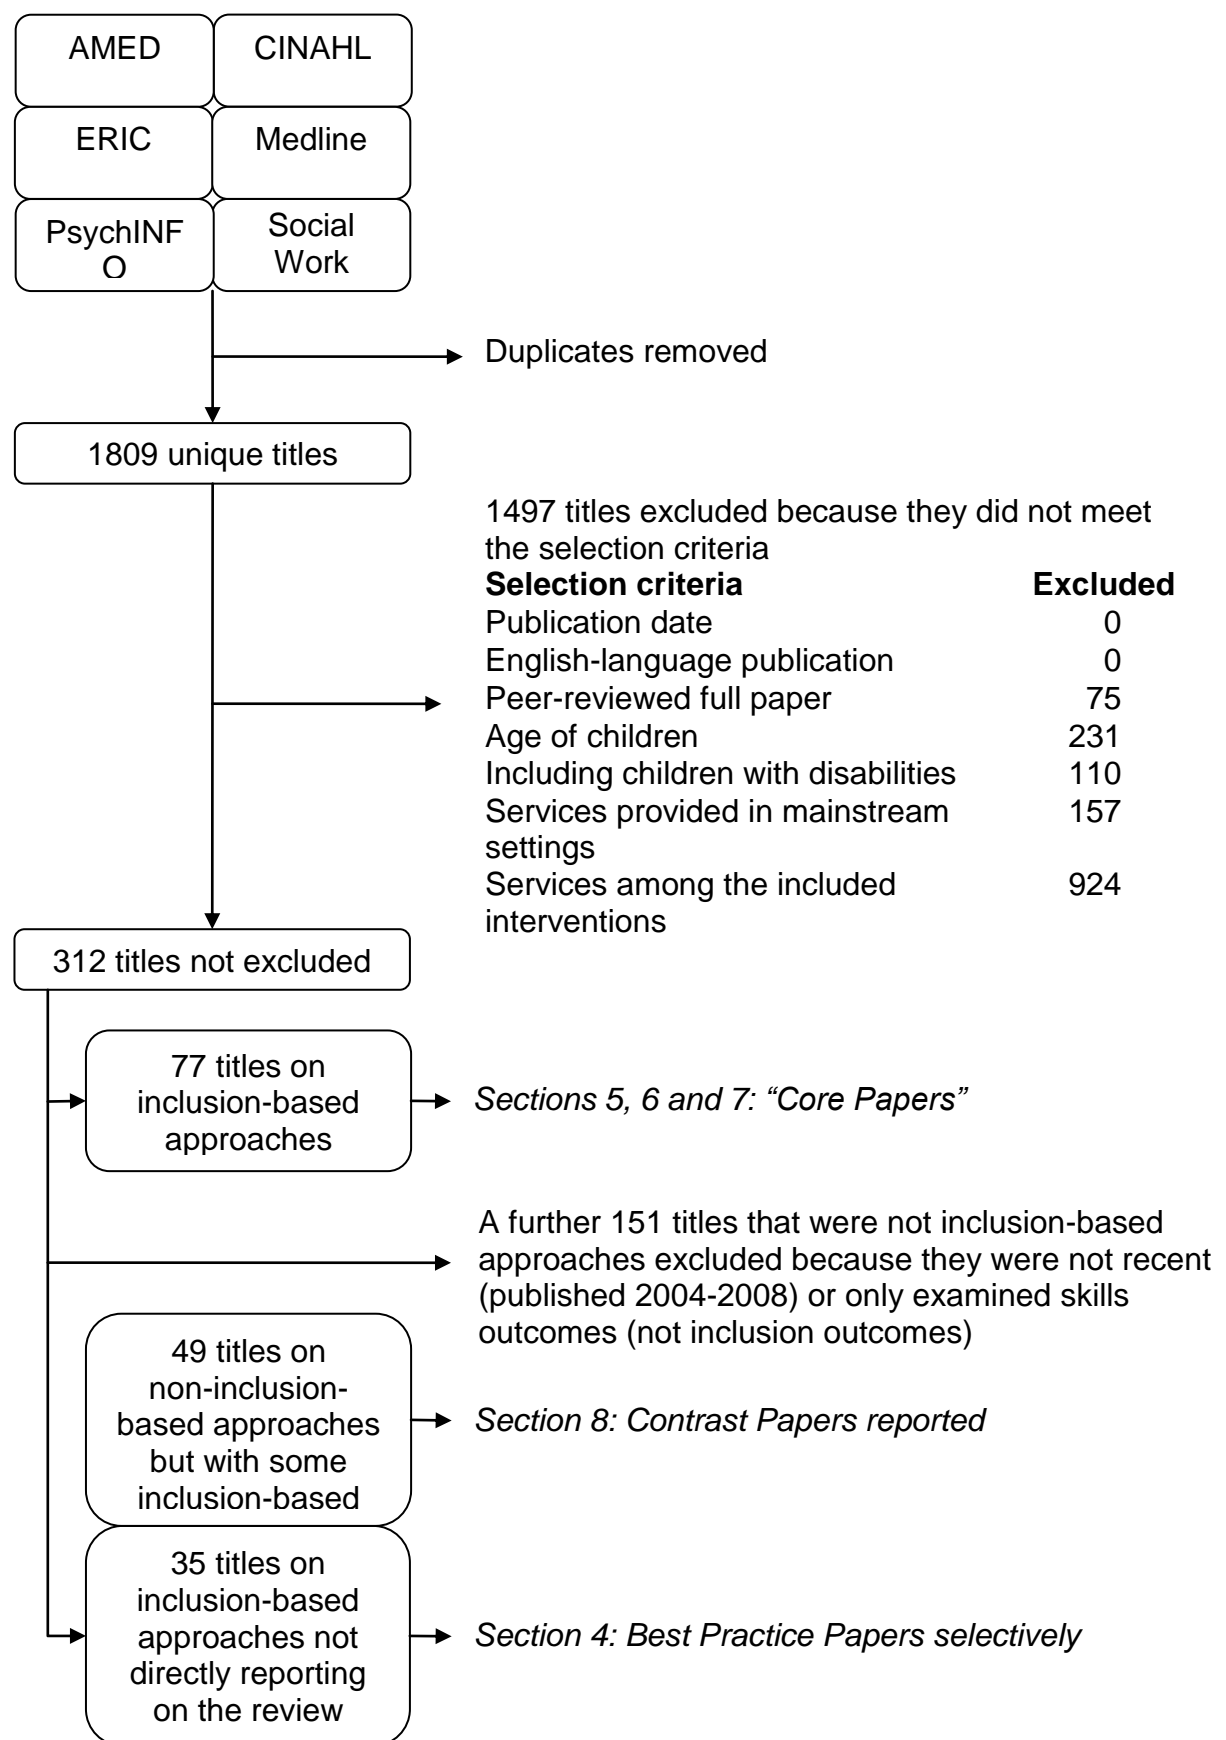 AMED
CINAHL
ERIC
Medline
PsychINF
O
Social
Work
Duplicates removed
1809 unique titles
1497 titles excluded because they did not meet
the selection criteria
Selection criteria Excluded
Publication date 0
English-language publication 0
Peer-reviewed full paper 75
Age of children 231
Including children with disabilities 110
Services provided in mainstream 157
settings
Services among the included 924
interventions
312 titles not excluded
77 titles on
inclusion-based
approaches
Sections 5, 6 and 7: “Core Papers”
A further 151 titles that were not inclusion-based
approaches excluded because they were not recent
(published 2004-2008) or only examined skills
outcomes (not inclusion outcomes)
49 titles on
non-inclusion-
based approaches
but with some
inclusion-based
Section 8: Contrast Papers reported
35 titles on
inclusion-based
approaches not
directly reporting
on the review
Section 4: Best Practice Papers selectively